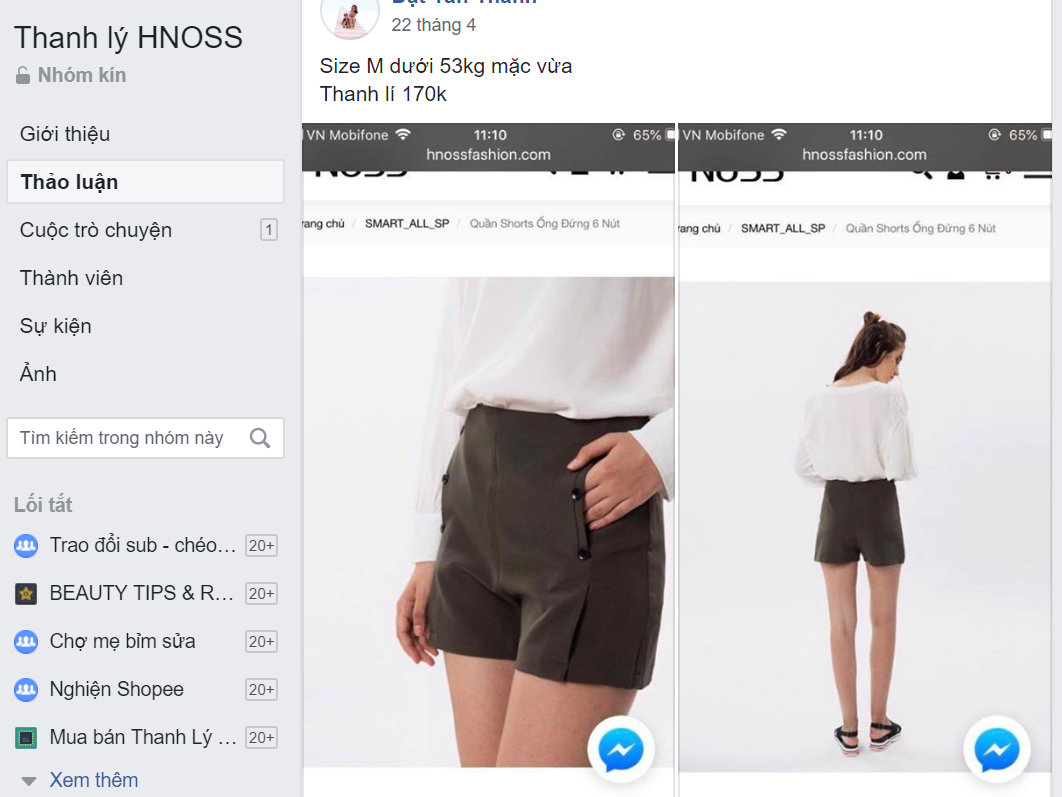 Thanh lý HNOSS
Nhóm kín
Giới thiệu
Thảo luận
Cuộc trò chuyện 1
Thành viên
Sự kiện
Ảnh
Tìm kiếm trong nhóm này
Lối tắt
Trao đổi sub - chéo... 20+
BEAUTY TIPS & R... 20+
Chợ mẹ bỉm sửa 20+
Nghiện Shopee 20+
Mua bán Thanh Lý ... 20+
Xem thêm
22 tháng 4
Size M dưới 53kg mặc vừa
Thanh lí 170k
VN Mobifone 11:10 65%
hnossfashion.com
rang chủ / SMART_ALL_SP / Quần Shorts Ống Đứng 6 Nút
VN Mobifone 11:10 65%
hnossfashion.com
rang chủ / SMART_ALL_SP / Quần Shorts Ống Đứng 6 Nút